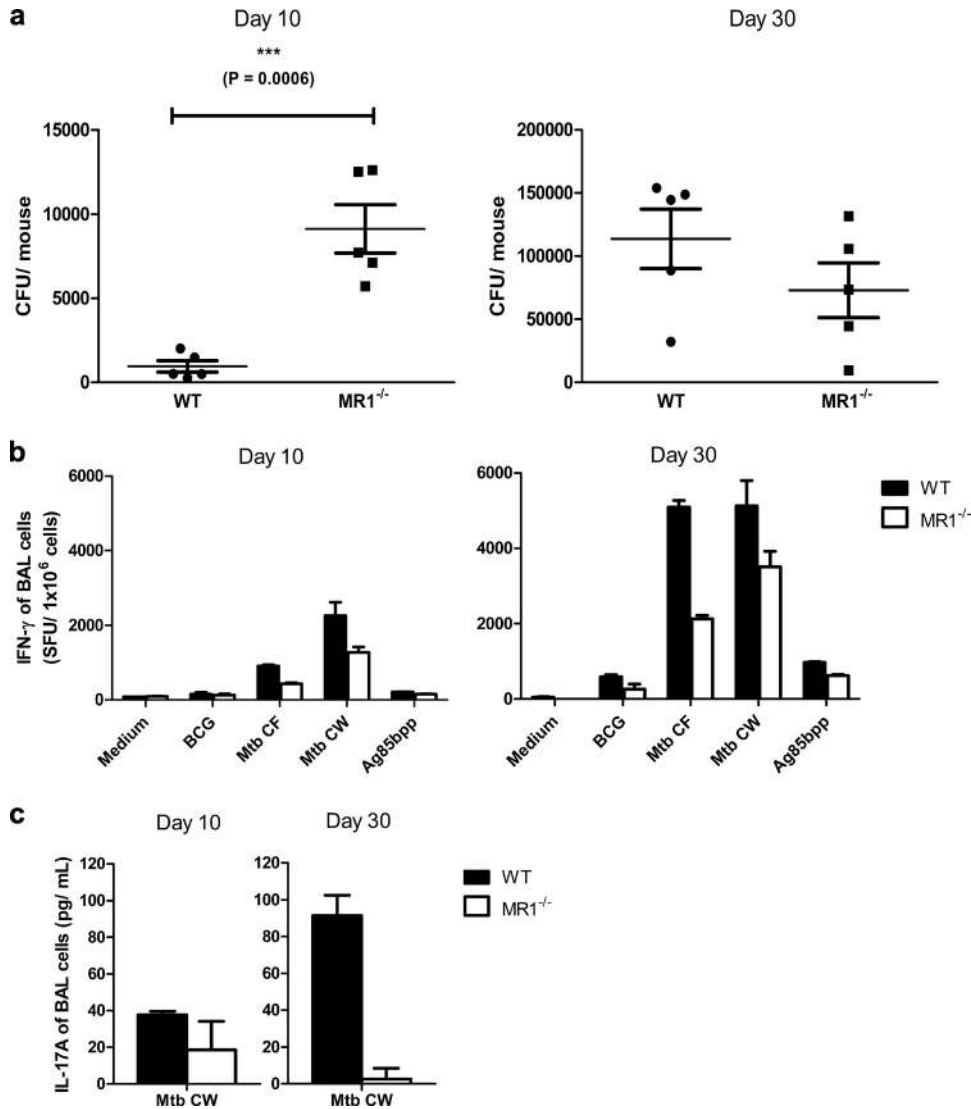 a
Day 10
***
(P = 0.0006)
CFU/ mouse
15000
10000
5000
0
WT
MR1-/-
Day 30
CFU/ mouse
200000
150000
100000
50000
0
WT
MR1-/-
b
Day 10
IFN-γ of BAL cells
(SFU/ 1x10⁶ cells)
6000
4000
2000
0
Medium
BCG
Mtb CF
Mtb CW
Ag85bpp
Day 30
6000
4000
2000
0
Medium
BCG
Mtb CF
Mtb CW
Ag85bpp
WT
MR1-/-
c
Day 10
IL-17A of BAL cells (pg/ mL)
120
100
80
60
40
20
0
Mtb CW
Day 30
120
100
80
60
40
20
0
Mtb CW
WT
MR1-/-